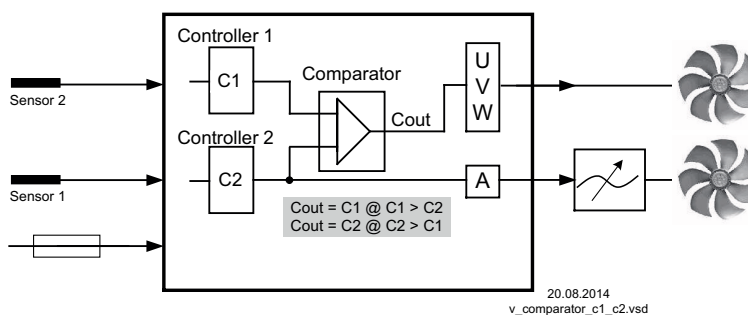 Controller 1
C1
Comparator
U
V
W
Sensor 2
Cout
Controller 2
C2
A
Sensor 1
Cout = C1 @ C1 > C2
Cout = C2 @ C2 > C1
20.08.2014
v_comparator_c1_c2.vsd